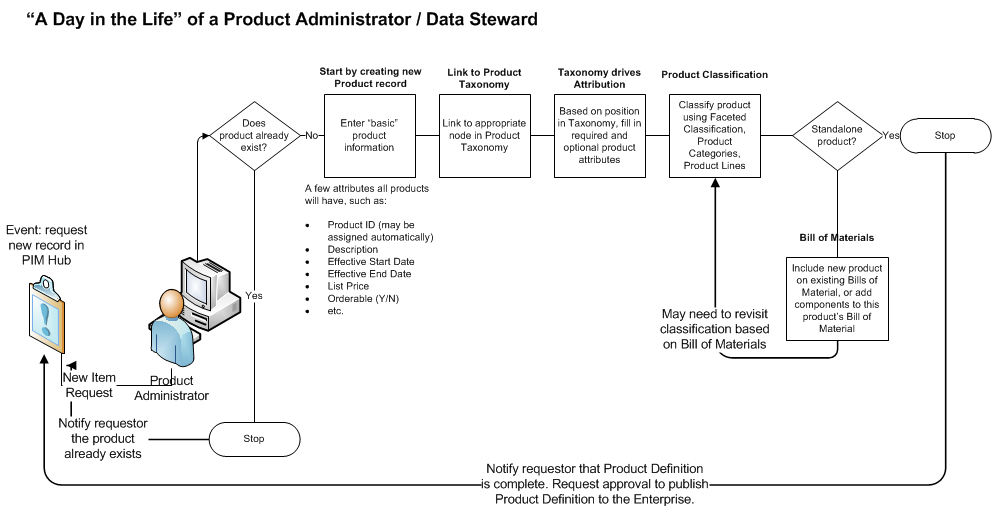 “A Day in the Life” of a Product Administrator / Data Steward
Start by creating new
Product record
Link to Product
Taxonomy
Taxonomy drives
Attribution
Product Classification
Does
product already
exist?
No
Enter “basic”
product
information
Link to appropriate
node in Product
Taxonomy
Based on position
in Taxonomy, fill in
required and
optional product
attributes
Classify product
using Faceted
Classification,
Product
Categories,
Product Lines
Standalone
product?
Yes
Stop
A few attributes all products
will have, such as:
• Product ID (may be
assigned automatically)
• Description
• Effective Start Date
• Effective End Date
• List Price
• Orderable (Y/N)
• etc.
Event: request
new record in
PIM Hub
Yes
Bill of Materials
Include new product
on existing Bills of
Material, or add
components to this
product’s Bill of
Material
May need to revisit
classification based
on Bill of Materials
New Item
Request
Product
Administrator
Notify requestor
the product
already exists
Stop
Notify requestor that Product Definition
is complete. Request approval to publish
Product Definition to the Enterprise.